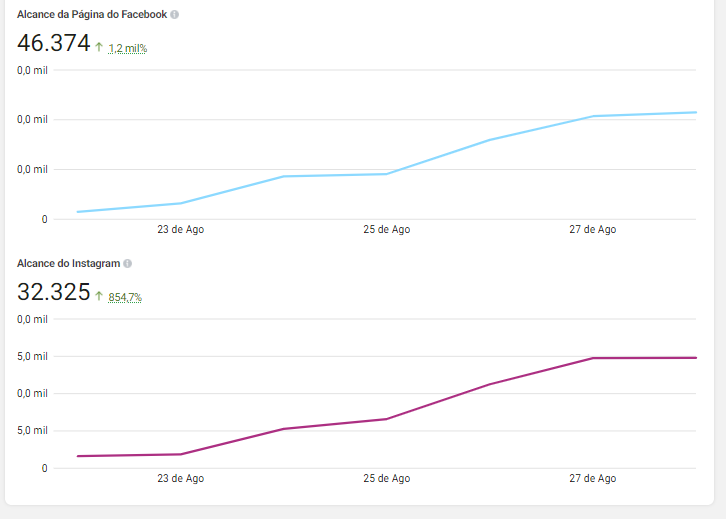 Alcance da Página do Facebook
46.374 ↑ 1,2 mil%
0,0 mil
0,0 mil
0,0 mil
0
23 de Ago 25 de Ago 27 de Ago
Alcance do Instagram
32.325 ↑ 854,7%
0,0 mil
5,0 mil
0,0 mil
5,0 mil
0
23 de Ago 25 de Ago 27 de Ago